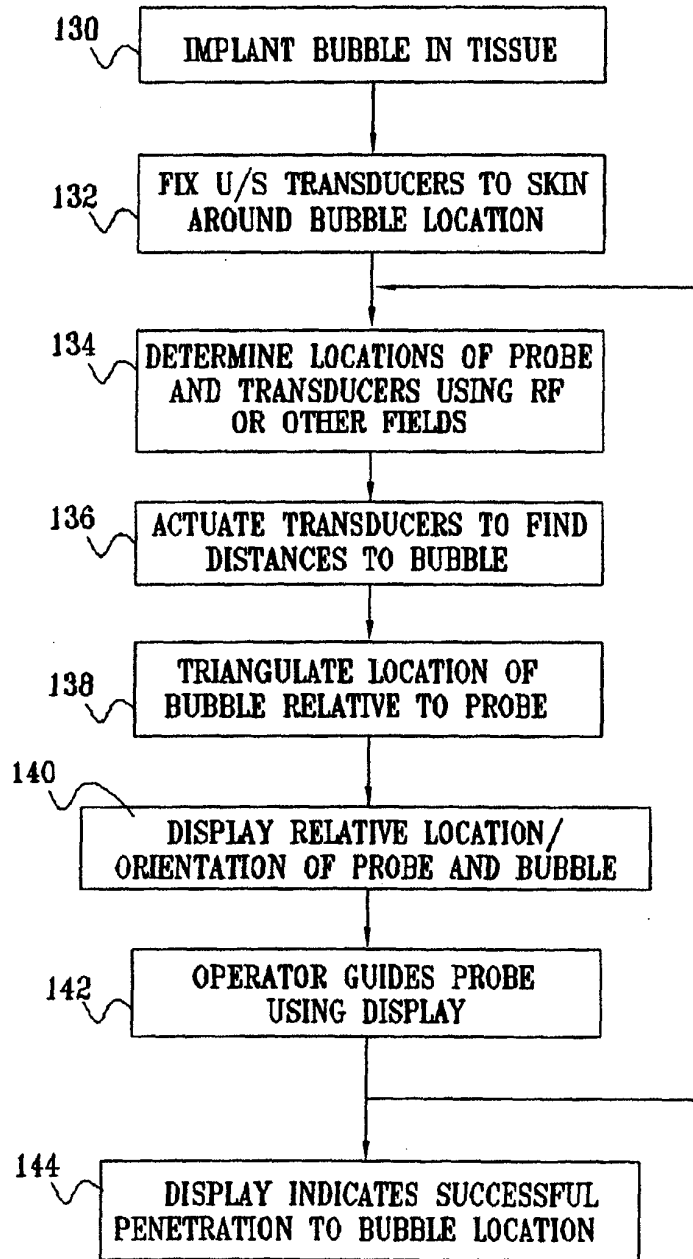 130
IMPLANT BUBBLE IN TISSUE
132
FIX U/S TRANSDUCERS TO SKIN
AROUND BUBBLE LOCATION
134
DETERMINE LOCATIONS OF PROBE
AND TRANSDUCERS USING RF
OR OTHER FIELDS
136
ACTUATE TRANSDUCERS TO FIND
DISTANCES TO BUBBLE
138
TRIANGULATE LOCATION OF
BUBBLE RELATIVE TO PROBE
140
DISPLAY RELATIVE LOCATION/
ORIENTATION OF PROBE AND BUBBLE
142
OPERATOR GUIDES PROBE
USING DISPLAY
144
DISPLAY INDICATES SUCCESSFUL
PENETRATION TO BUBBLE LOCATION